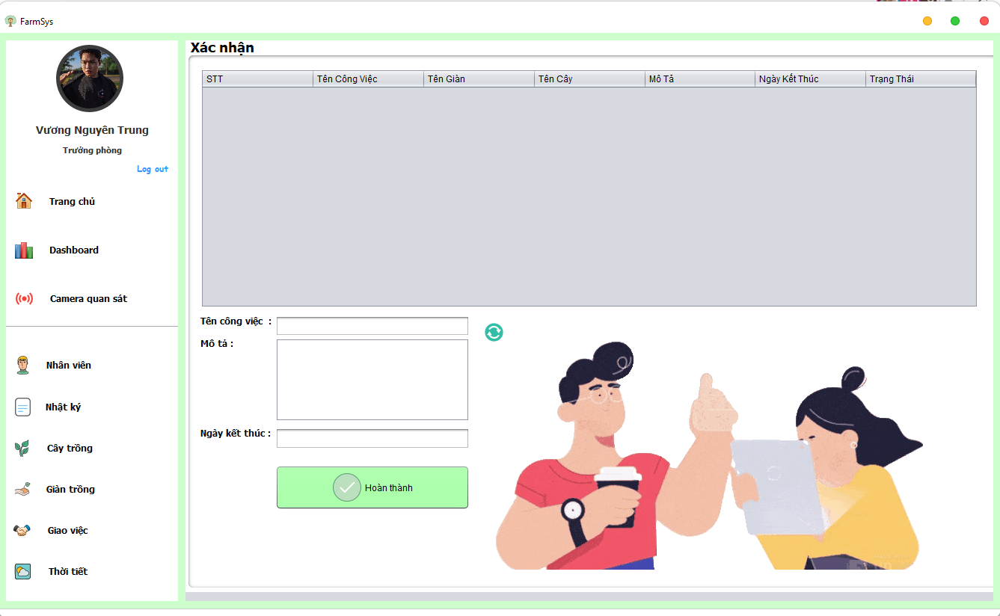 FarmSys
Vương Nguyên Trung
Trưởng phòng
Log out
Trang chủ
Dashboard
Camera quan sát
Nhân viên
Nhật ký
Cây trồng
Giàn trồng
Giao việc
Thời tiết
Xác nhận
STT Tên Công Việc Tên Giàn Tên Cây Mô Tả Ngày Kết Thúc Trạng Thái
Tên công việc :
Mô tả :
Ngày kết thúc :
Hoàn thành